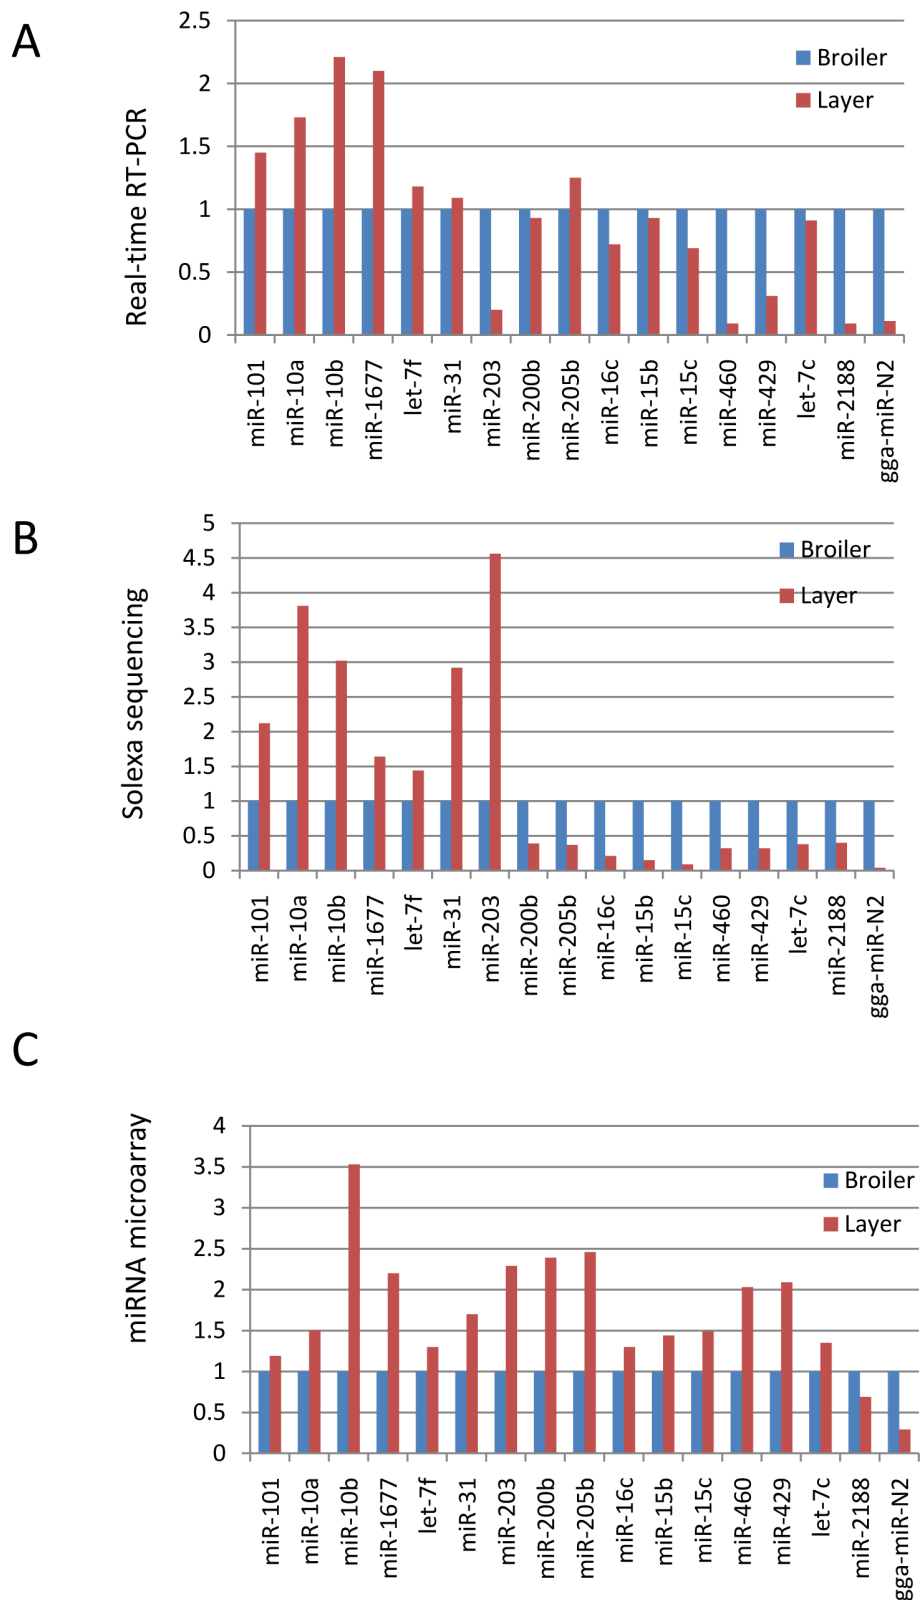 A
Real-time RT-PCR
2.5
2
1.5
1
0.5
0
Broiler
Layer
miR-101
miR-10a
miR-10b
miR-1677
let-7f
miR-31
miR-203
miR-200b
miR-205b
miR-16c
miR-15b
miR-15c
miR-460
miR-429
let-7c
miR-2188
gga-miR-N2
B
Solexa sequencing
5
4.5
4
3.5
3
2.5
2
1.5
1
0.5
0
Broiler
Layer
miR-101
miR-10a
miR-10b
miR-1677
let-7f
miR-31
miR-203
miR-200b
miR-205b
miR-16c
miR-15b
miR-15c
miR-460
miR-429
let-7c
miR-2188
gga-miR-N2
C
miRNA microarray
4
3.5
3
2.5
2
1.5
1
0.5
0
Broiler
Layer
miR-101
miR-10a
miR-10b
miR-1677
let-7f
miR-31
miR-203
miR-200b
miR-205b
miR-16c
miR-15b
miR-15c
miR-460
miR-429
let-7c
miR-2188
gga-miR-N2